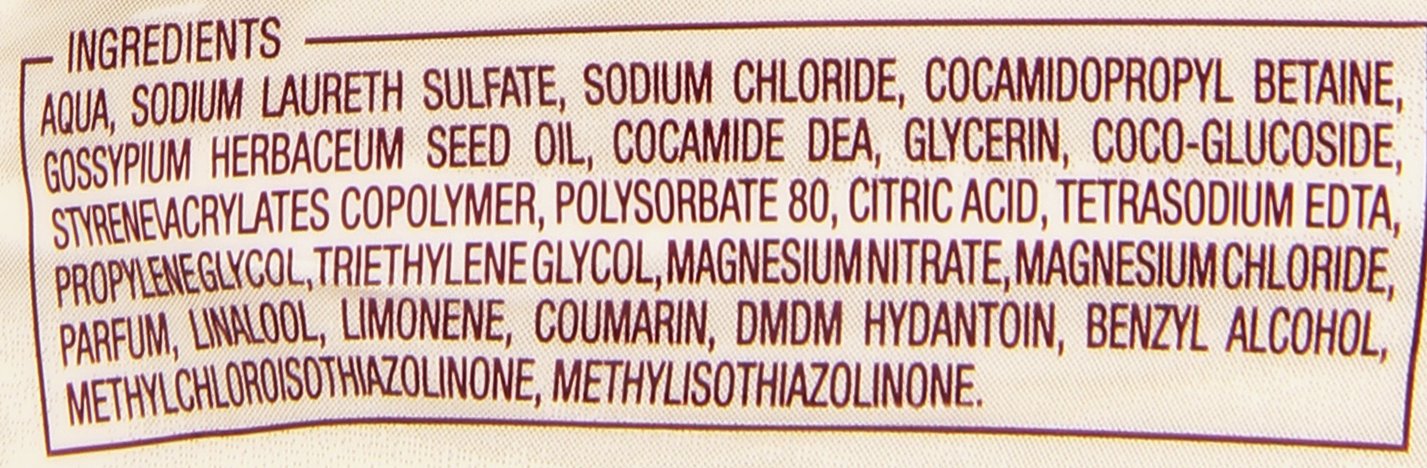 INGREDIENTS
AQUA, SODIUM LAURETH SULFATE, SODIUM CHLORIDE, COCAMIDOPROPYL BETAINE,
GOSSYPIUM HERBACEUM SEED OIL, COCAMIDE DEA, GLYCERIN, COCO-GLUCOSIDE,
STYRENE\ACRYLATES COPOLYMER, POLYSORBATE 80, CITRIC ACID, TETRASODIUM EDTA,
PROPYLENE GLYCOL, TRIETHYLENE GLYCOL, MAGNESIUM NITRATE, MAGNESIUM CHLORIDE,
PARFUM, LINALOOL, LIMONENE, COUMARIN, DMDM HYDANTOIN, BENZYL ALCOHOL,
METHYLCHLOROISOTHIAZOLINONE, METHYLISOTHIAZOLINONE.